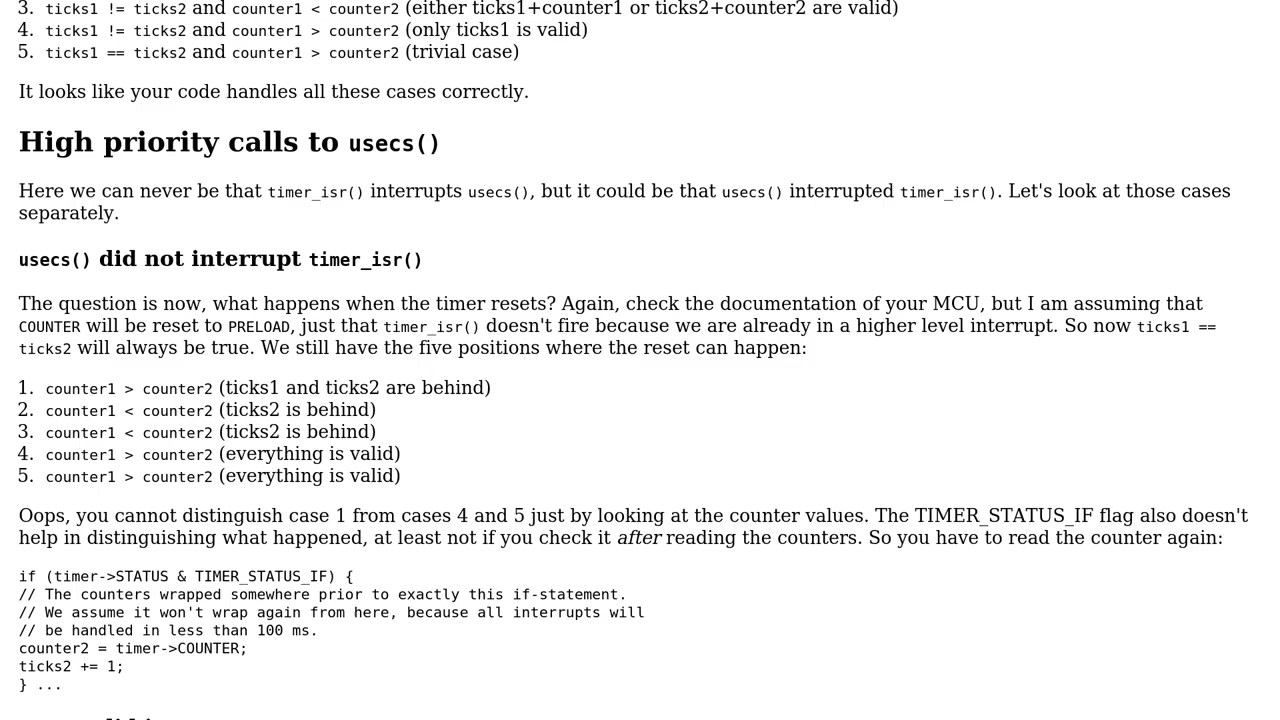 3. ticks1 != ticks2 and counter1 < counter2 (either ticks1+counter1 or ticks2+counter2 are valid)
4. ticks1 != ticks2 and counter1 > counter2 (only ticks1 is valid)
5. ticks1 == ticks2 and counter1 > counter2 (trivial case)
It looks like your code handles all these cases correctly.
High priority calls to usecs()
Here we can never be that timer_isr() interrupts usecs(), but it could be that usecs() interrupted timer_isr(). Let's look at those cases
separately.
usecs() did not interrupt timer_isr()
The question is now, what happens when the timer resets? Again, check the documentation of your MCU, but I am assuming that
COUNTER will be reset to PRELOAD, just that timer_isr() doesn't fire because we are already in a higher level interrupt. So now ticks1 ==
ticks2 will always be true. We still have the five positions where the reset can happen:
1. counter1 > counter2 (ticks1 and ticks2 are behind)
2. counter1 < counter2 (ticks2 is behind)
3. counter1 < counter2 (ticks2 is behind)
4. counter1 > counter2 (everything is valid)
5. counter1 > counter2 (everything is valid)
Oops, you cannot distinguish case 1 from cases 4 and 5 just by looking at the counter values. The TIMER_STATUS_IF flag also doesn't
help in distinguishing what happened, at least not if you check it after reading the counters. So you have to read the counter again:
if (timer->STATUS & TIMER_STATUS_IF) {
// The counters wrapped somewhere prior to exactly this if-statement.
// We assume it won't wrap again from here, because all interrupts will
// be handled in less than 100 ms.
counter2 = timer->COUNTER;
ticks2 += 1;
} ...